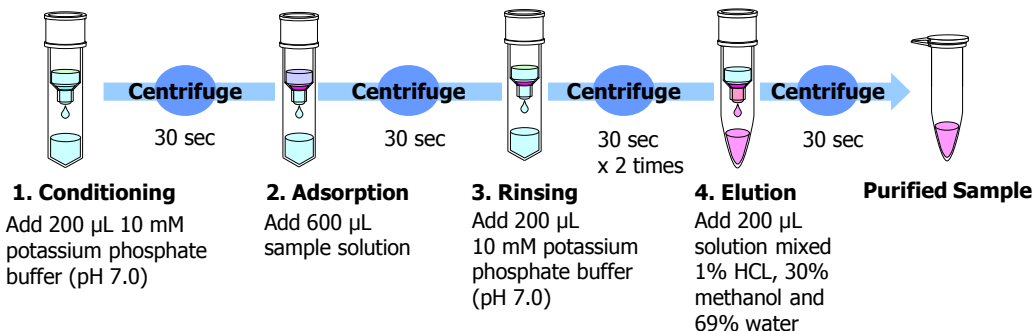 Centrifuge
30 sec
Centrifuge
30 sec
Centrifuge
30 sec
x 2 times
Centrifuge
30 sec
1. Conditioning
Add 200 µL 10 mM
potassium phosphate
buffer (pH 7.0)
2. Adsorption
Add 600 µL
sample solution
3. Rinsing
Add 200 µL
10 mM potassium
phosphate buffer
(pH 7.0)
4. Elution
Add 200 µL
solution mixed
1% HCL, 30%
methanol and
69% water
Purified Sample